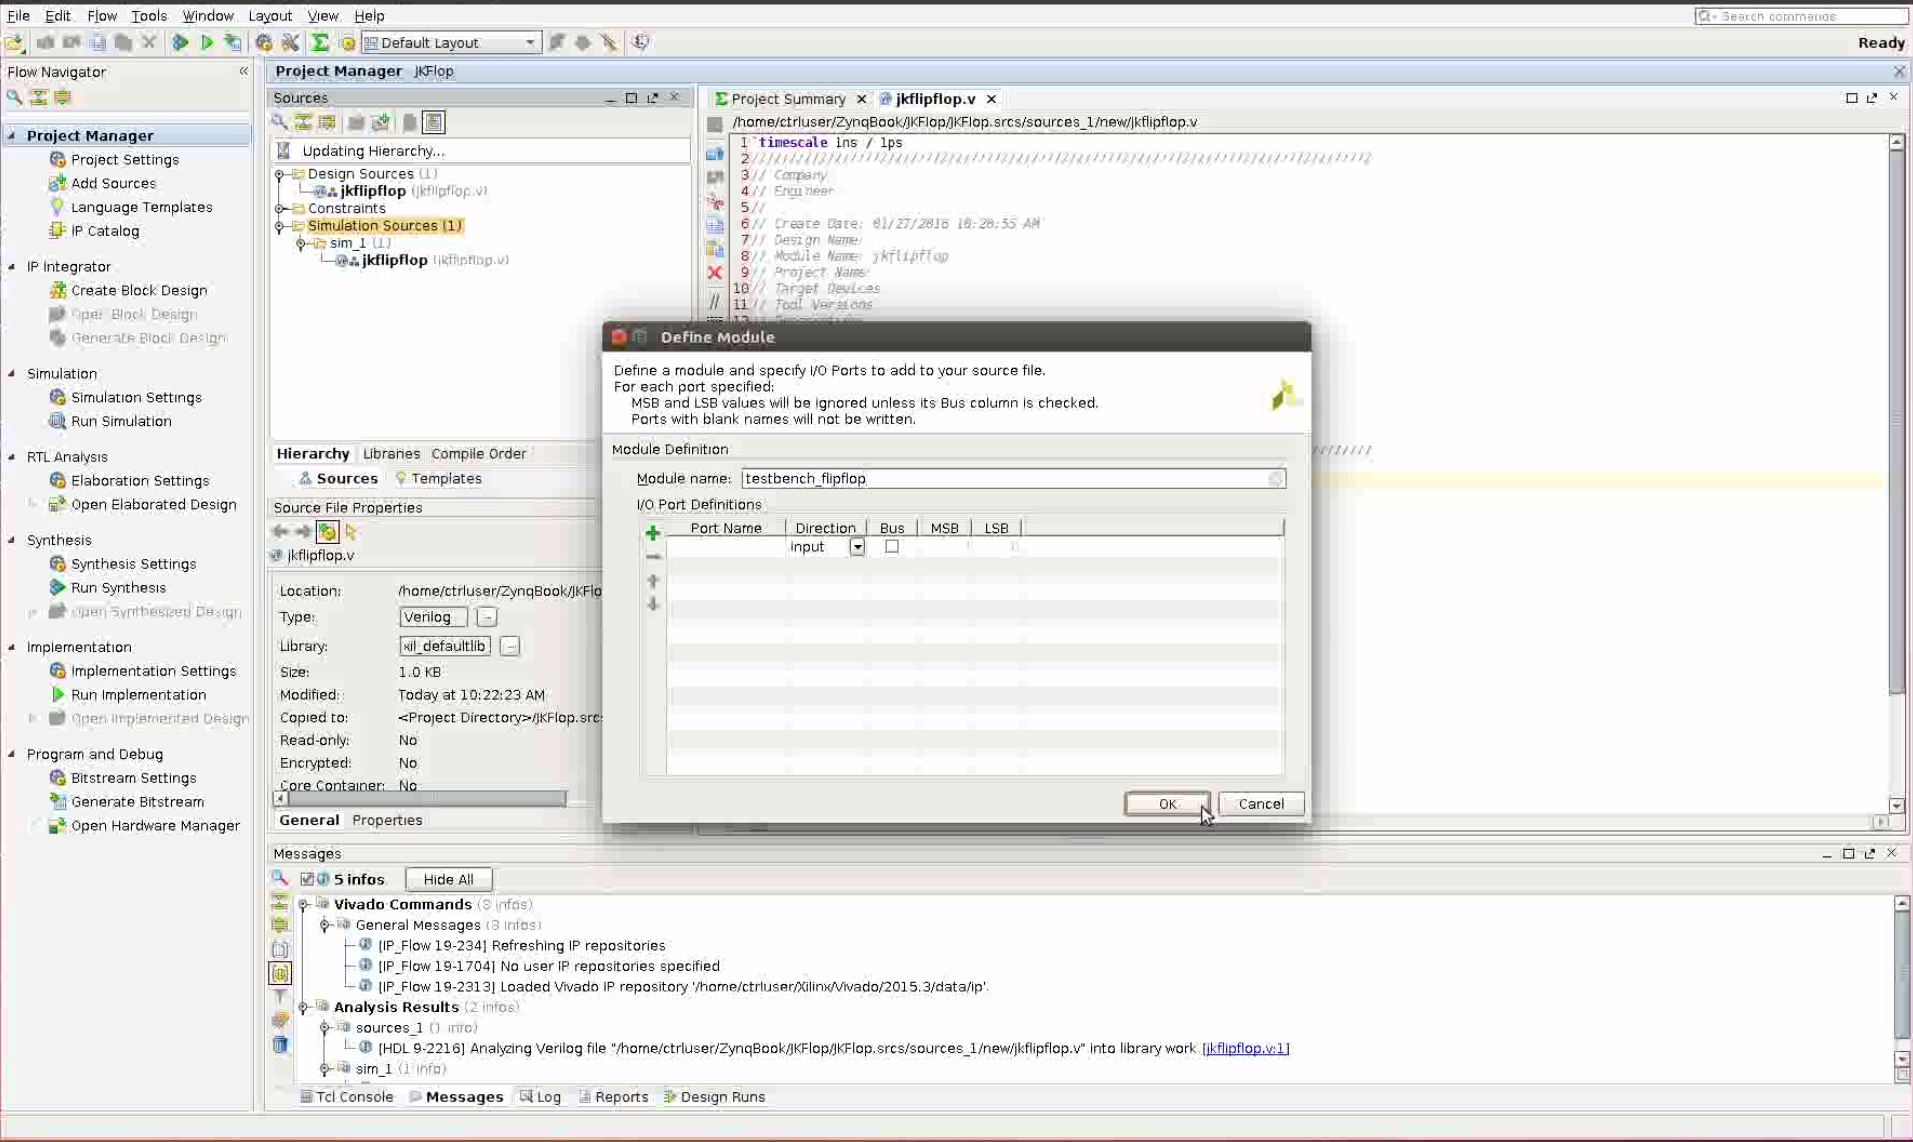 File Edit Flow Tools Window Layout View Help
Search commands
Default Layout
Ready
Flow Navigator
Project Manager JKFlop
Project Manager
Project Settings
Add Sources
Language Templates
IP Catalog
IP Integrator
Create Block Design
Open Block Design
Generate Block Design
Simulation
Simulation Settings
Run Simulation
RTL Analysis
Elaboration Settings
Open Elaborated Design
Synthesis
Synthesis Settings
Run Synthesis
Open Synthesized Design
Implementation
Implementation Settings
Run Implementation
Open Implemented Design
Program and Debug
Bitstream Settings
Generate Bitstream
Open Hardware Manager
Sources
Updating Hierarchy...
Design Sources (1)
jkflipflop (jkflipflop.v)
Constraints
Simulation Sources (1)
sim_1 (1)
jkflipflop (jkflipflop.v)
Hierarchy Libraries Compile Order
Sources Templates
Source File Properties
jkflipflop.v
Location: /home/ctrluser/ZynqBook/JKFlo
Type: Verilog ...
Library: xil_defaultlib ...
Size: 1.0 KB
Modified: Today at 10:22:23 AM
Copied to: <Project Directory>/JKFlop.src
Read-only: No
Encrypted: No
Core Container: No
General Properties
Project Summary jkflipflop.v
/home/ctrluser/ZynqBook/JKFlop/JKFlop.srcs/sources_1/new/jkflipflop.v
1 `timescale 1ns / 1ps
2 //////////////////////////////////////////////////////////////////////////////////
3 // Company
4 // Engineer
5 //
6 // Create Date: 01/27/2016 10:20:55 AM
7 // Design Name:
8 // Module Name: jkflipflop
9 // Project Name:
10 // Target Devices
11 // Tool Versions
12
Define Module
Define a module and specify I/O Ports to add to your source file.
For each port specified:
MSB and LSB values will be ignored unless its Bus column is checked.
Ports with blank names will not be written.
Module Definition
Module name: testbench_flipflop
I/O Port Definitions
Port Name Direction Bus MSB LSB
input
OK Cancel
Messages
5 infos Hide All
Vivado Commands (3 infos)
General Messages (3 infos)
[IP_Flow 19-234] Refreshing IP repositories
[IP_Flow 19-1704] No user IP repositories specified
[IP_Flow 19-2313] Loaded Vivado IP repository '/home/ctrluser/Xilinx/Vivado/2015.3/data/ip'.
Analysis Results (2 infos)
sources_1 (1 info)
[HDL 9-2216] Analyzing Verilog file "/home/ctrluser/ZynqBook/JKFlop/JKFlop.srcs/sources_1/new/jkflipflop.v" into library work [jkflipflop.v:1]
sim_1 (1 info)
Tcl Console Messages Log Reports Design Runs